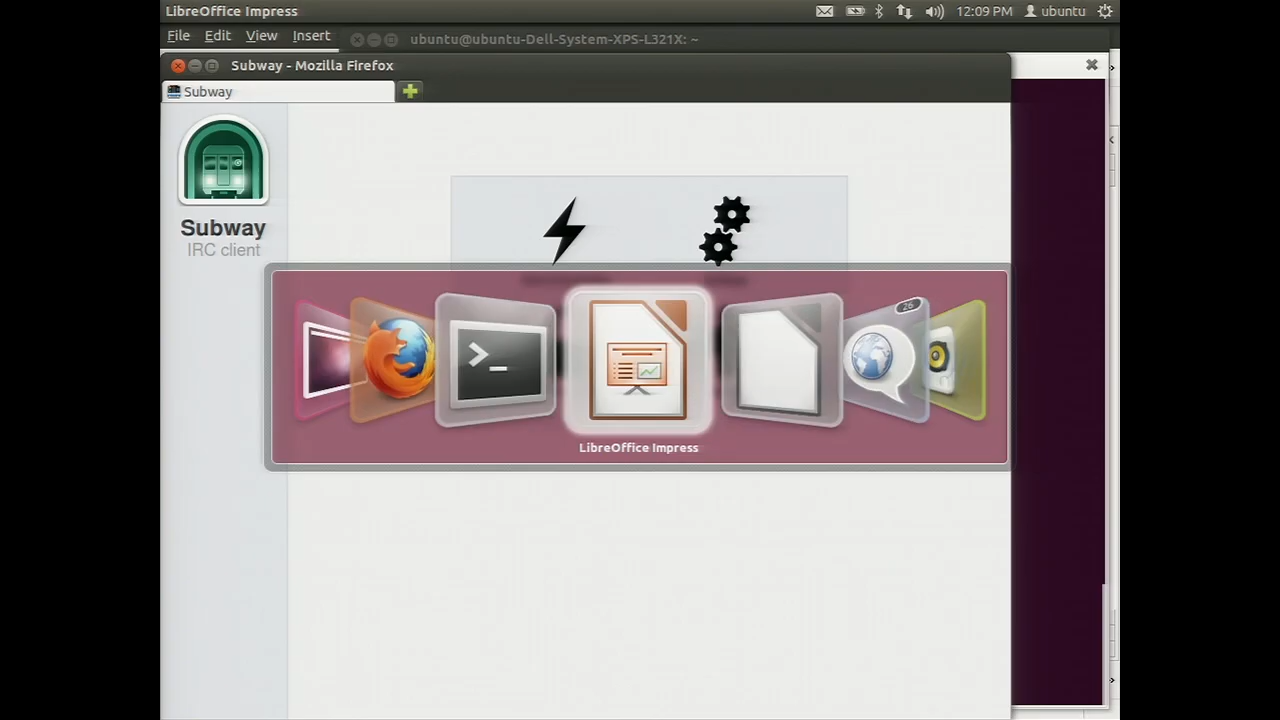 LibreOffice Impress
12:09 PM
ubuntu
File
Edit
View
Insert
ubuntu@ubuntu-Dell-System-XPS-L321X: ~
Subway - Mozilla Firefox
Subway
Subway
IRC client
26
>_
LibreOffice Impress